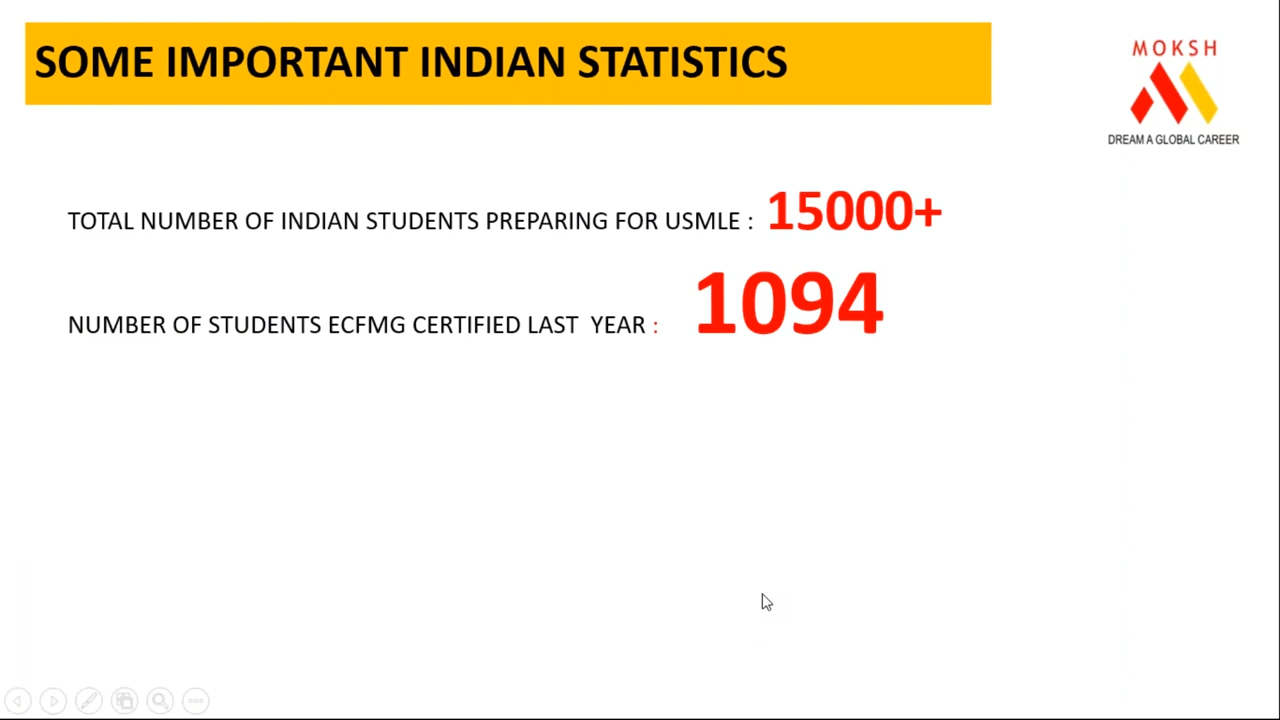 SOME IMPORTANT INDIAN STATISTICS
MOKSH
DREAM A GLOBAL CAREER
TOTAL NUMBER OF INDIAN STUDENTS PREPARING FOR USMLE : 15000+
NUMBER OF STUDENTS ECFMG CERTIFIED LAST YEAR : 1094